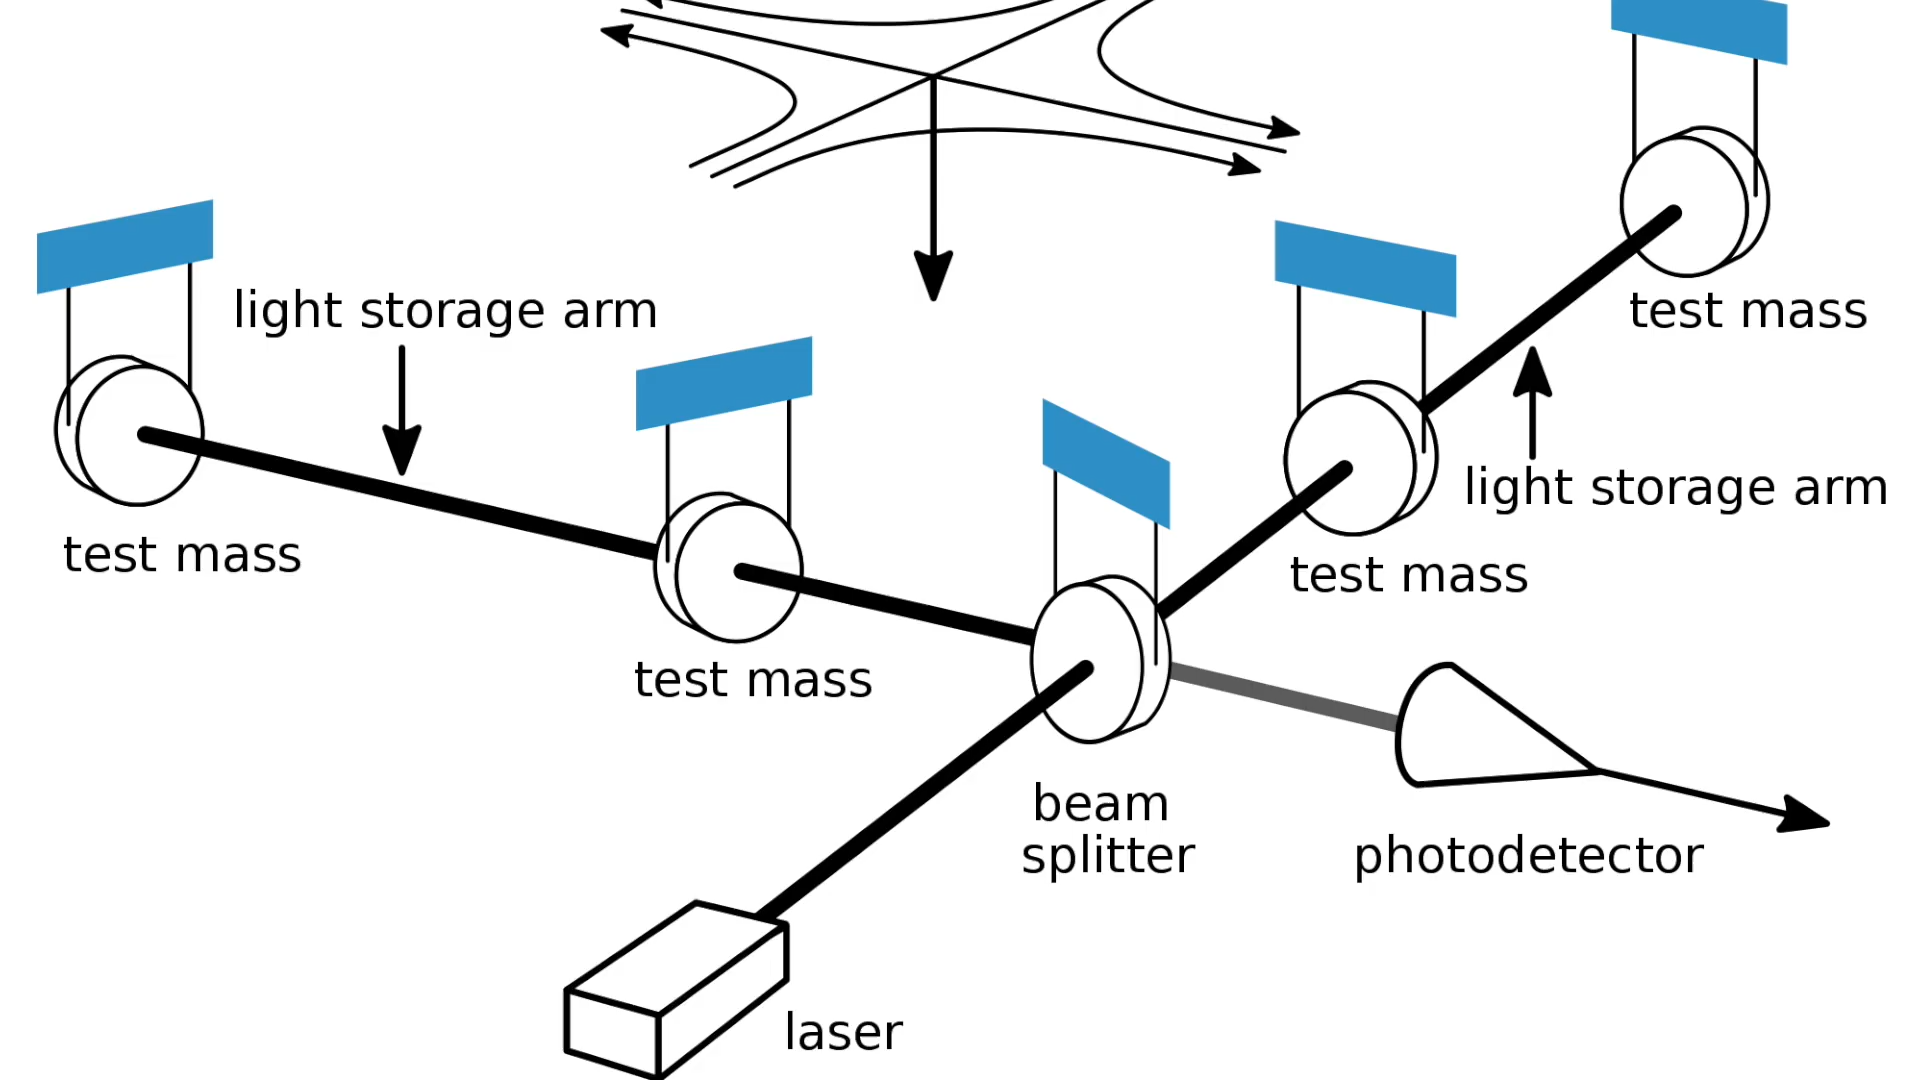 light storage arm
test mass
test mass
light storage arm
test mass
test mass
beam
splitter
photodetector
laser